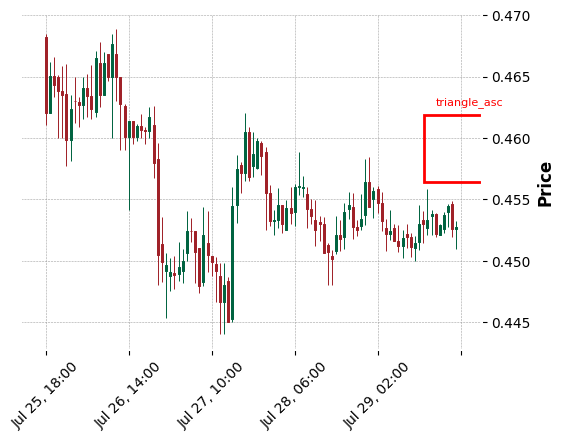 0.470
0.465
triangle_asc
0.460
0.455
0.450
0.445
Price
Jul 25, 18:00
Jul 26, 14:00
Jul 27, 10:00
Jul 28, 06:00
Jul 29, 02:00